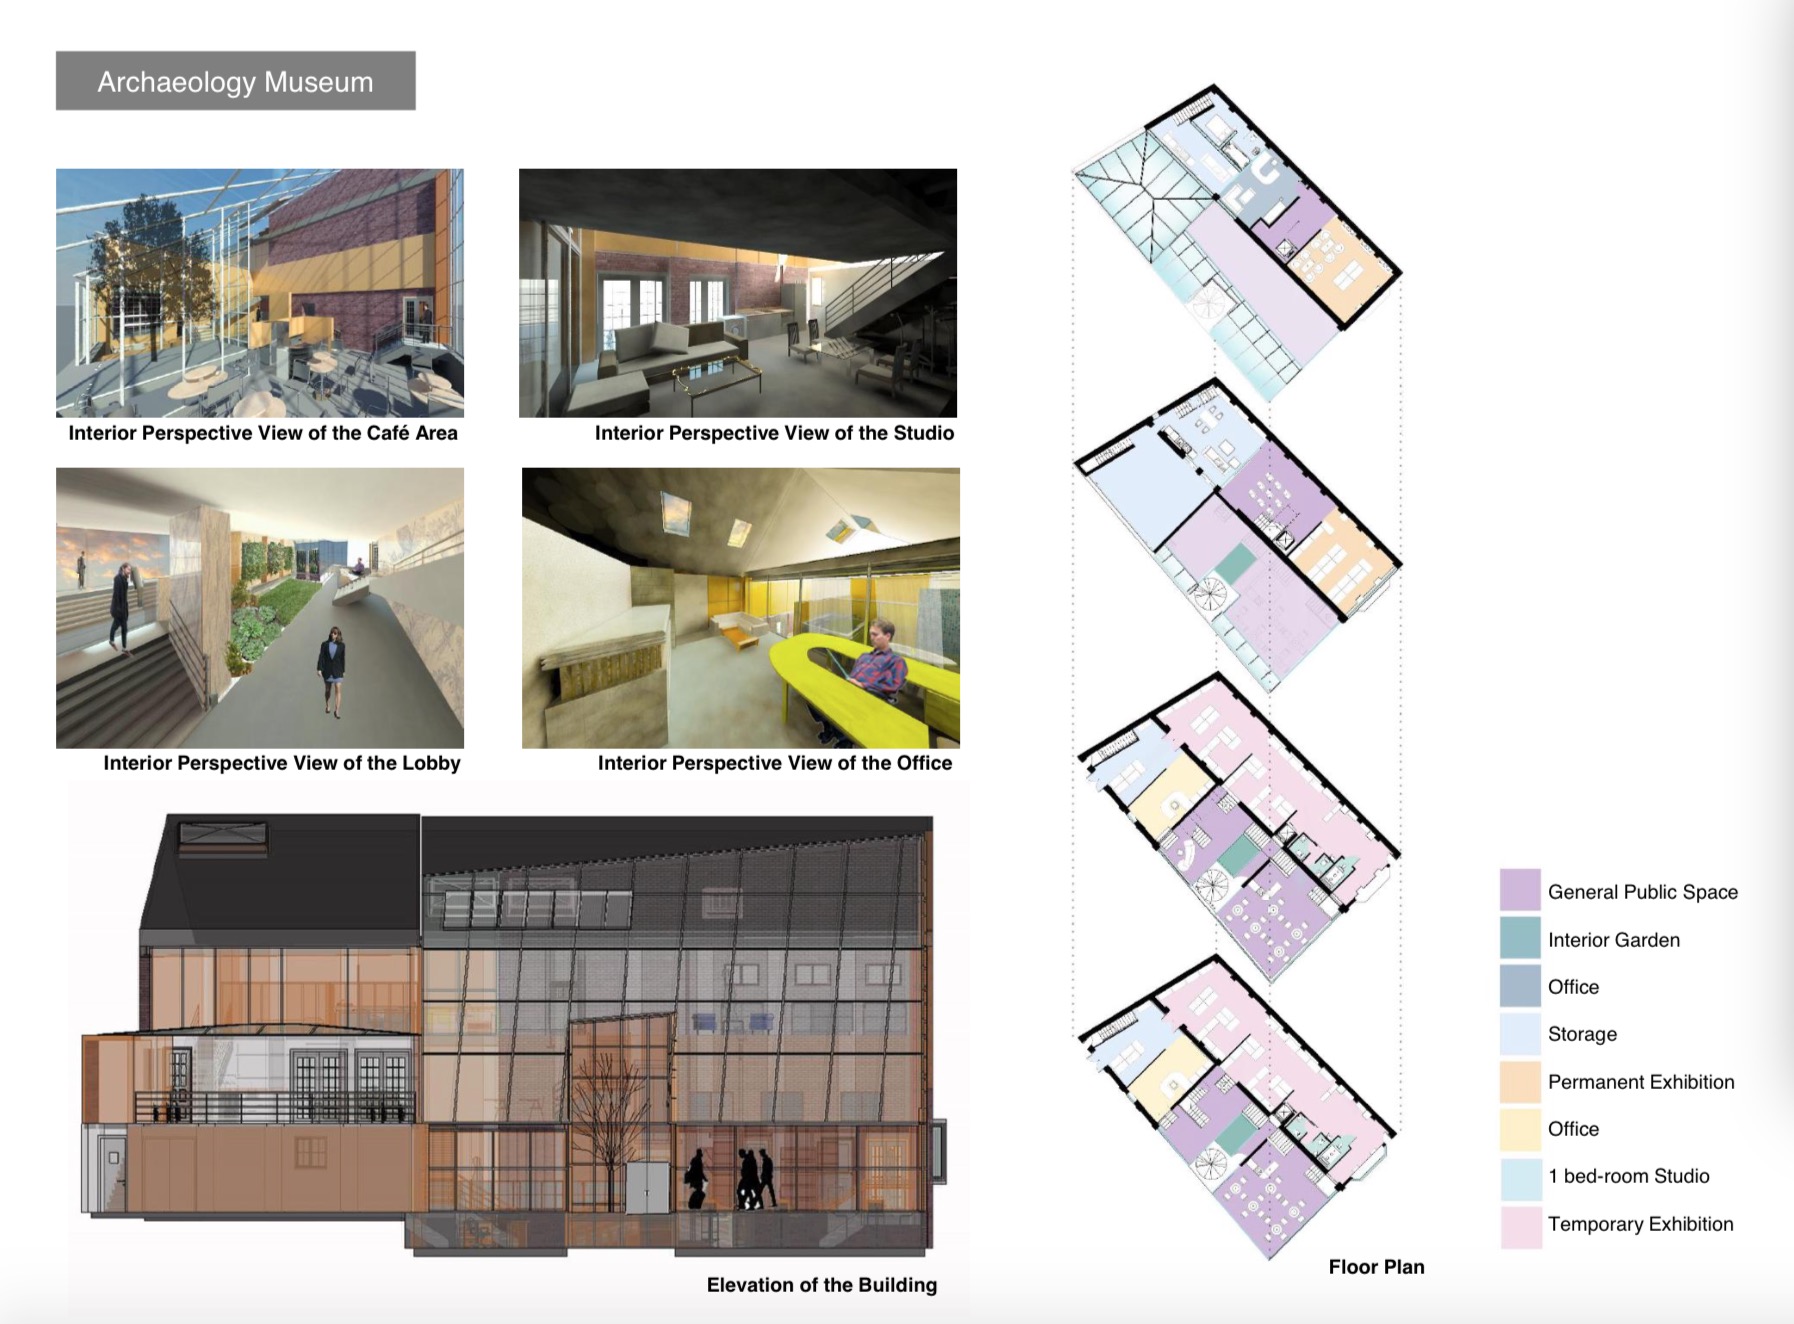 Archaeology Museum
Interior Perspective View of the Café Area
Interior Perspective View of the Studio
Interior Perspective View of the Lobby
Interior Perspective View of the Office
Elevation of the Building
General Public Space
Interior Garden
Office
Storage
Permanent Exhibition
Office
1 bed-room Studio
Temporary Exhibition
Floor Plan